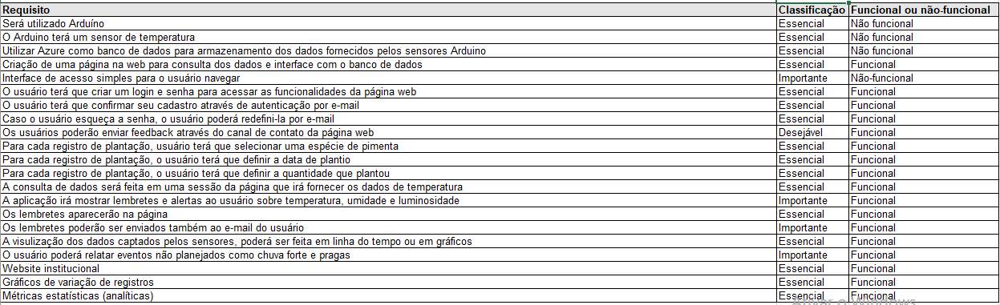 Requisito Classificação Funcional ou não-funcional
Será utilizado Arduíno Essencial Não funcional
O Arduino terá um sensor de temperatura Essencial Não funcional
Utilizar Azure como banco de dados para armazenamento dos dados fornecidos pelos sensores Arduino Essencial Não funcional
Criação de uma página na web para consulta dos dados e interface com o banco de dados Essencial Funcional
Interface de acesso simples para o usuário navegar Importante Não-funcional
O usuário terá que criar um login e senha para acessar as funcionalidades da página web Essencial Funcional
O usuário terá que confirmar seu cadastro através de autenticação por e-mail Essencial Funcional
Caso o usuário esqueça a senha, o usuário poderá redefini-la por e-mail Essencial Funcional
Os usuários poderão enviar feedback através do canal de contato da página web Desejável Funcional
Para cada registro de plantação, usuário terá que selecionar uma espécie de pimenta Essencial Funcional
Para cada registro de plantação, o usuário terá que definir a data de plantio Essencial Funcional
Para cada registro de plantação, o usuário terá que definir a quantidade que plantou Essencial Funcional
A consulta de dados será feita em uma sessão da página que irá fornecer os dados de temperatura Essencial Funcional
A aplicação irá mostrar lembretes e alertas ao usuário sobre temperatura, umidade e luminosidade Importante Funcional
Os lembretes aparecerão na página Essencial Funcional
Os lembretes poderão ser enviados também ao e-mail do usuário Importante Funcional
A visulização dos dados captados pelos sensores, poderá ser feita em linha do tempo ou em gráficos Essencial Funcional
O usuário poderá relatar eventos não planejados como chuva forte e pragas Importante Funcional
Website institucional Essencial Funcional
Gráficos de variação de registros Essencial Funcional
Métricas estatísticas (analíticas) Essencial Funcional
Ativar o Windows